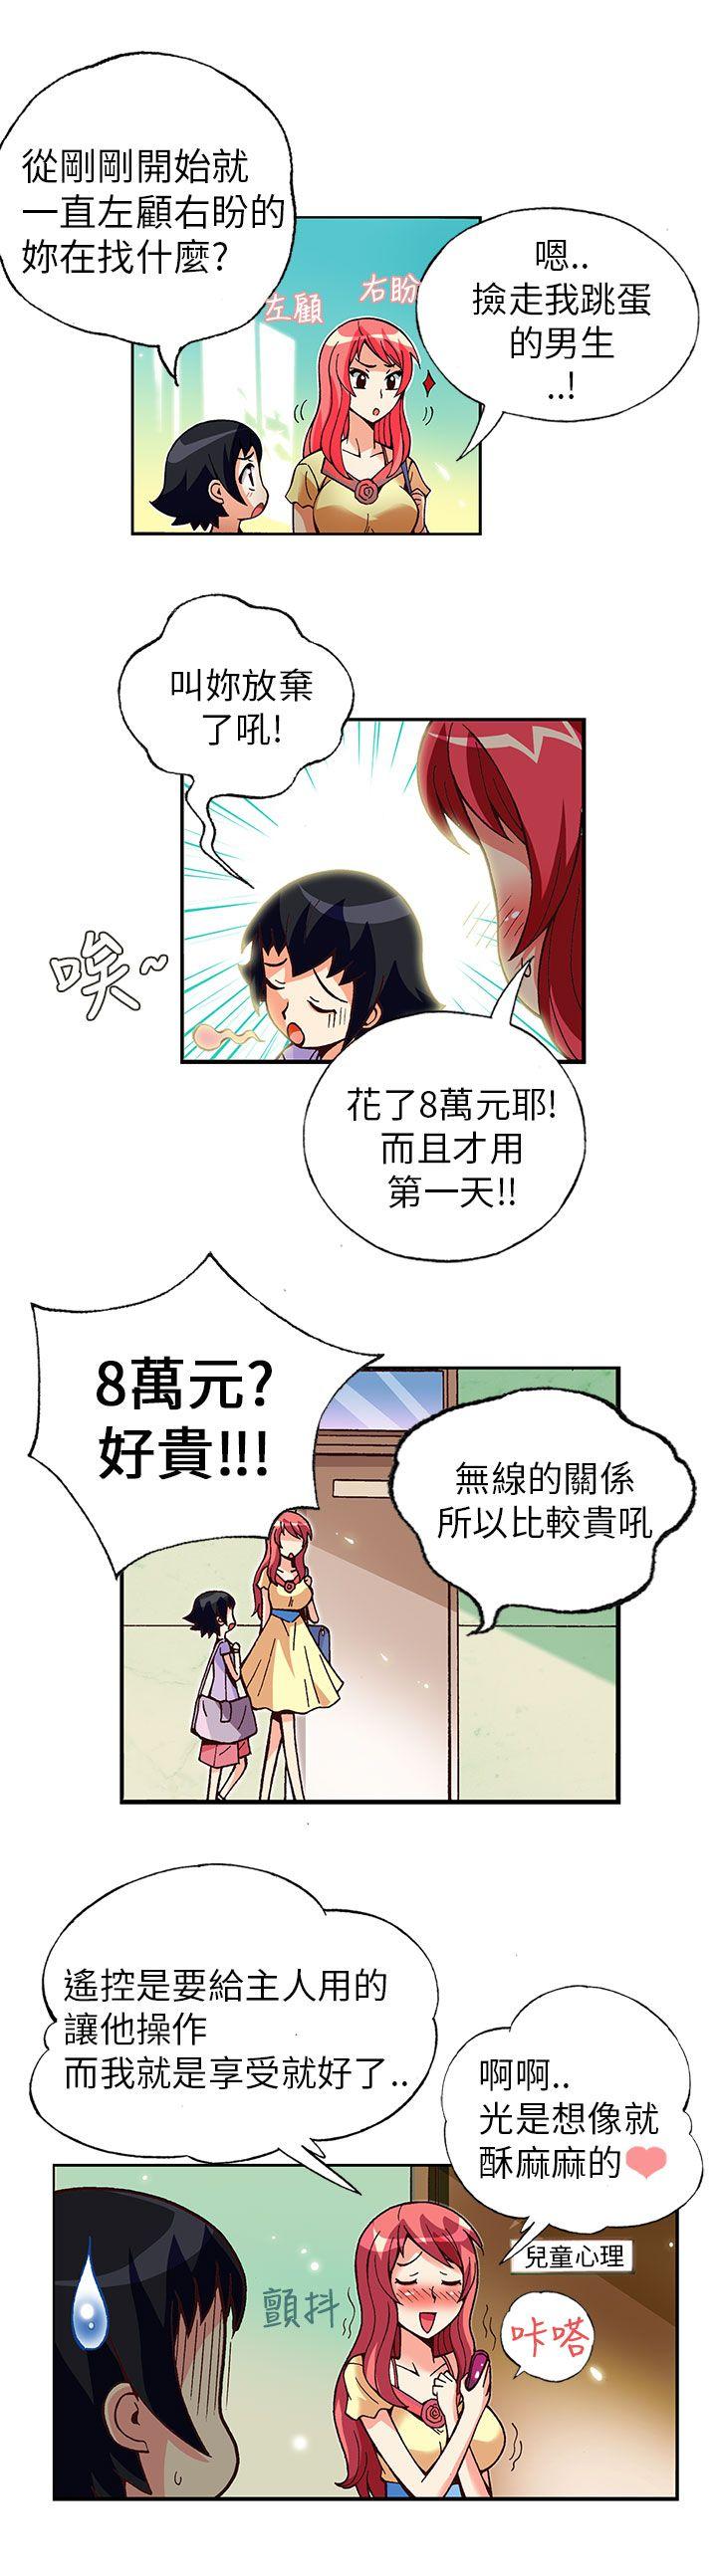 從剛剛開始就
一直左顧右盼的
妳在找什麼?
左顧
右盼
嗯..
撿走我跳蛋
的男生
..!
叫妳放棄
了吼!
唉~
花了8萬元耶!
而且才用
第一天!!
8萬元?
好貴!!!
無線的關係
所以比較貴吼
遙控是要給主人用的
讓他操作
而我就是享受就好了..
啊啊..
光是想像就
酥麻麻的❤
兒童心理
顫抖
咔嗒